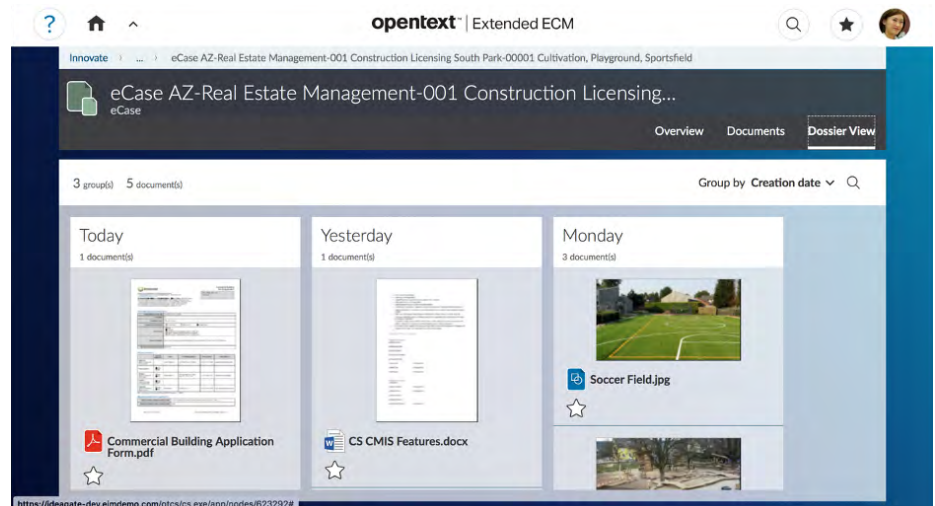 ?
opentext™ | Extended ECM
Innovate › ... › eCase AZ-Real Estate Management-001 Construction Licensing South Park-00001 Cultivation, Playground, Sportsfield
eCase AZ-Real Estate Management-001 Construction Licensing...
eCase
Overview Documents Dossier View
3 group(s) 5 document(s) Group by Creation date
Today
1 document(s)
Yesterday
1 document(s)
Monday
3 document(s)
Soccer Field.jpg
Commercial Building Application
Form.pdf
CS CMIS Features.docx
https://ideagate-dev.eimdemo.com/otcs/cs.exe/app/nodes/623292#